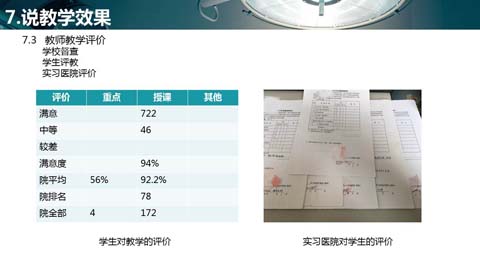 7.说教学效果
7.3 教师教学评价
学校督查
学生评教
实习医院评价
评价 重点 授课 其他
满意 722
中等 46
较差
满意度 94%
院平均 56% 92.2%
院排名 78
院全部 4 172
学生对教学的评价
实习医院对学生的评价